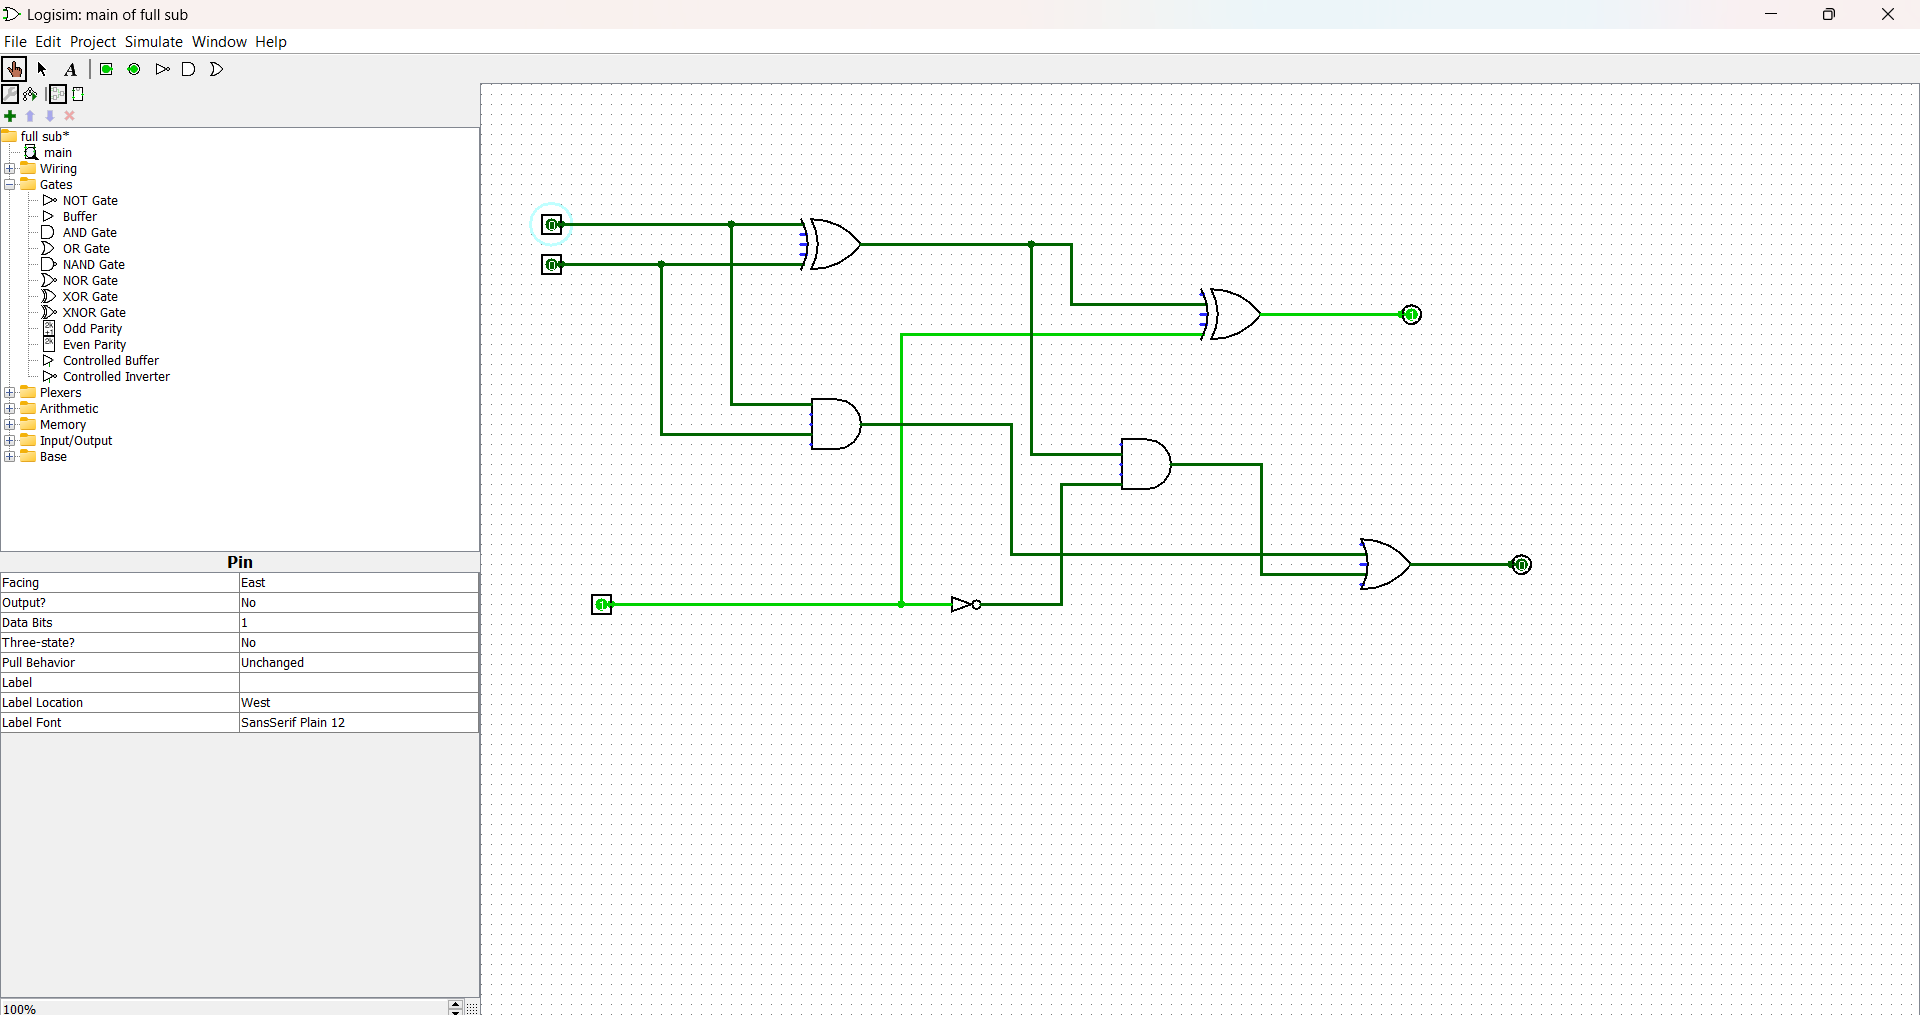 Logisim: main of full sub
File Edit Project Simulate Window Help
A
full sub*
main
Wiring
Gates
NOT Gate
Buffer
AND Gate
OR Gate
NAND Gate
NOR Gate
XOR Gate
XNOR Gate
2k+1 Odd Parity
2k Even Parity
Controlled Buffer
Controlled Inverter
Plexers
Arithmetic
Memory
Input/Output
Base
Pin
Facing East
Output? No
Data Bits 1
Three-state? No
Pull Behavior Unchanged
Label
Label Location West
Label Font SansSerif Plain 12
100%
0
0
1
1
0